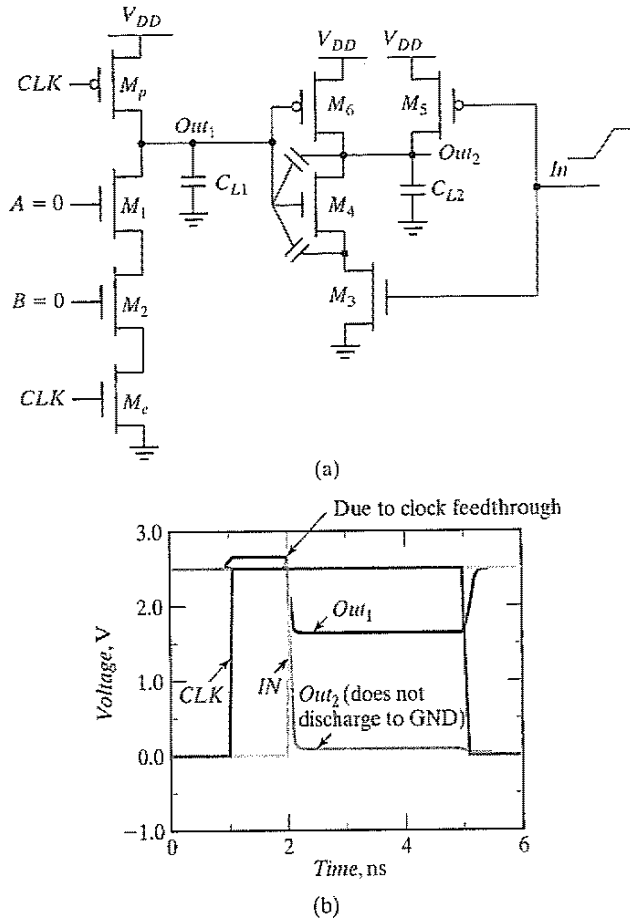 V_DD
V_DD V_DD
CLK M_p
M_6 M_5
Out_1 Out_2 In
C_L1 C_L2
A = 0 M_1 M_4
B = 0 M_2 M_3
CLK M_e
(a)
Due to clock feedthrough
3.0
2.0
1.0
0.0
−1.0
Voltage, V
Out_1
CLK IN
Out_2 (does not
discharge to GND)
0 2 4 6
Time, ns
(b)